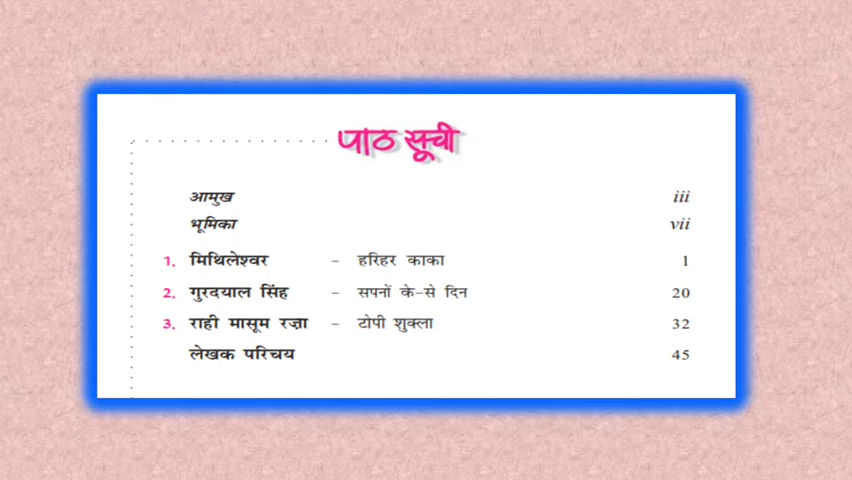 पाठ सूची
आमुख iii
भूमिका vii
1. मिथिलेश्वर – हरिहर काका 1
2. गुरदयाल सिंह – सपनों के-से दिन 20
3. राही मासूम रज़ा – टोपी शुक्ला 32
लेखक परिचय 45